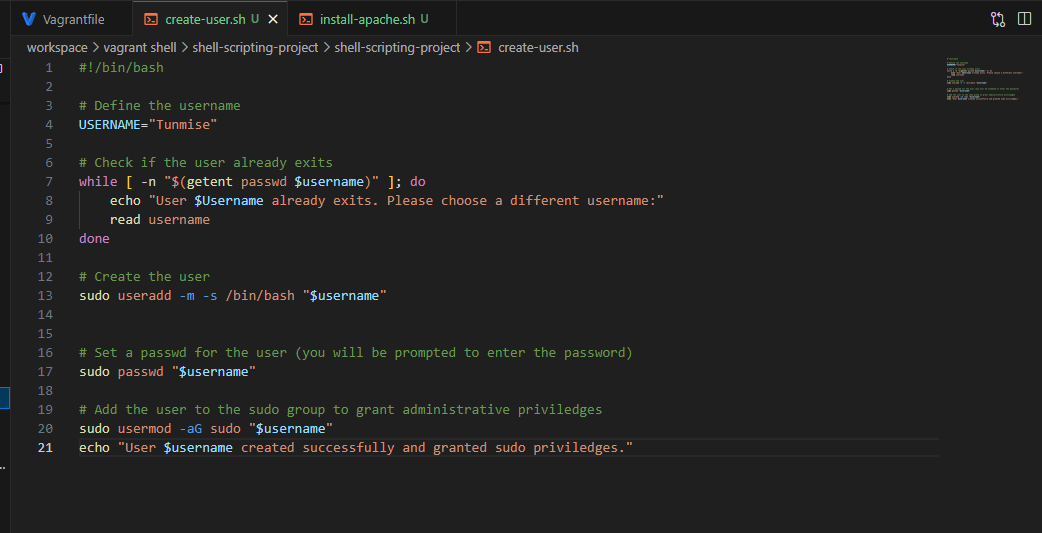 Vagrantfile
create-user.sh U
install-apache.sh U
workspace > vagrant shell > shell-scripting-project > shell-scripting-project > create-user.sh
1 #!/bin/bash
2
3 # Define the username
4 USERNAME="Tunmise"
5
6 # Check if the user already exits
7 while [ -n "$(getent passwd $username)" ]; do
8 echo "User $Username already exits. Please choose a different username:"
9 read username
10 done
11
12 # Create the user
13 sudo useradd -m -s /bin/bash "$username"
14
15
16 # Set a passwd for the user (you will be prompted to enter the password)
17 sudo passwd "$username"
18
19 # Add the user to the sudo group to grant administrative priviledges
20 sudo usermod -aG sudo "$username"
21 echo "User $username created successfully and granted sudo priviledges."